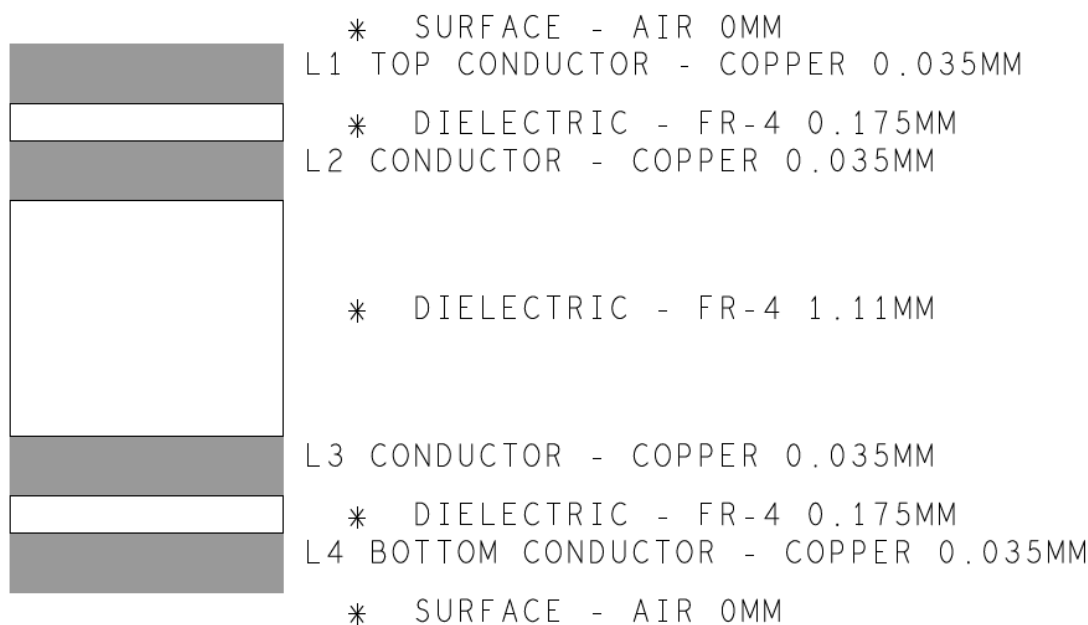 * SURFACE - AIR 0MM
L1 TOP CONDUCTOR - COPPER 0.035MM
* DIELECTRIC - FR-4 0.175MM
L2 CONDUCTOR - COPPER 0.035MM
* DIELECTRIC - FR-4 1.11MM
L3 CONDUCTOR - COPPER 0.035MM
* DIELECTRIC - FR-4 0.175MM
L4 BOTTOM CONDUCTOR - COPPER 0.035MM
* SURFACE - AIR 0MM